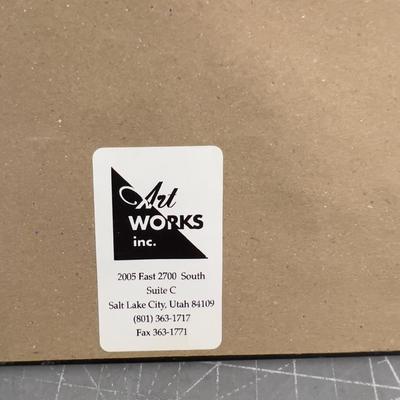 Art
WORKS
inc.
2005 East 2700 South
Suite C
Salt Lake City, Utah 84109
(801) 363-1717
Fax 363-1771